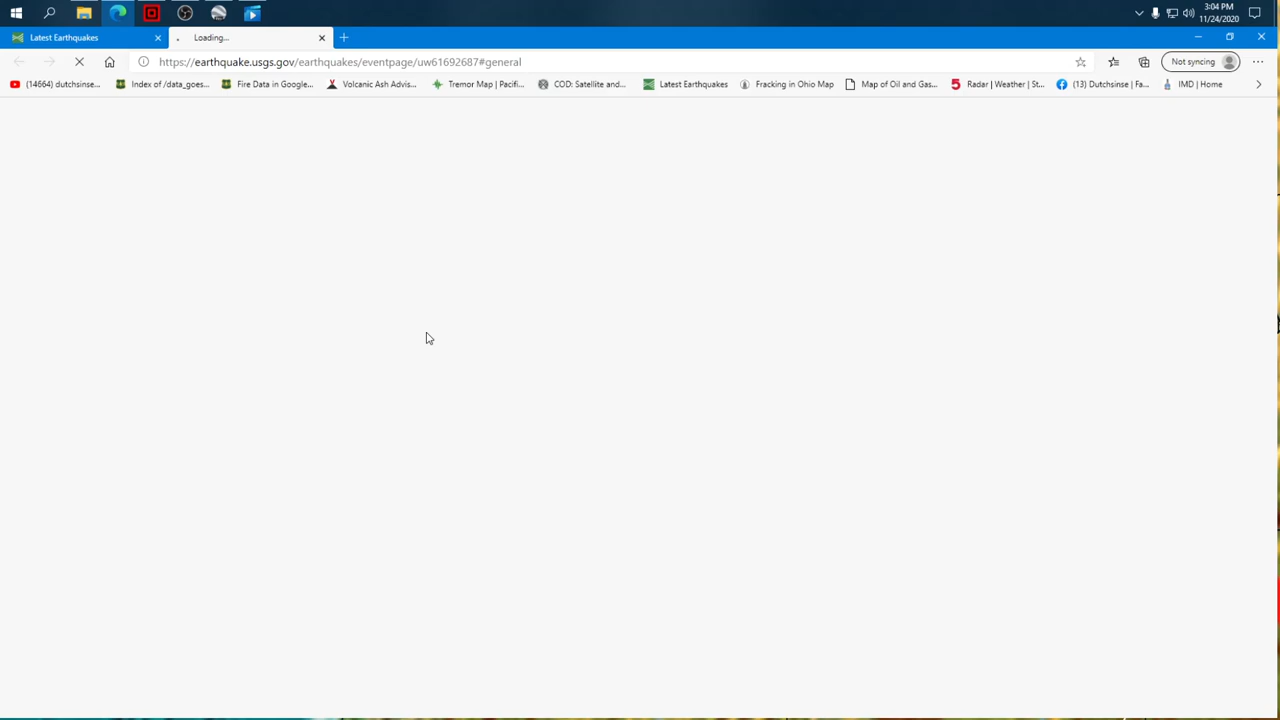 3:04 PM
11/24/2020
Latest Earthquakes
Loading...
https://earthquake.usgs.gov/earthquakes/eventpage/uw61692687#general
Not syncing
(14664) dutchsinse... Index of /data_goes... Fire Data in Google... Volcanic Ash Advis... Tremor Map | Pacifi... COD: Satellite and... Latest Earthquakes Fracking in Ohio Map Map of Oil and Gas... 5 Radar | Weather | St... (13) Dutchsinse | Fa... IMD | Home